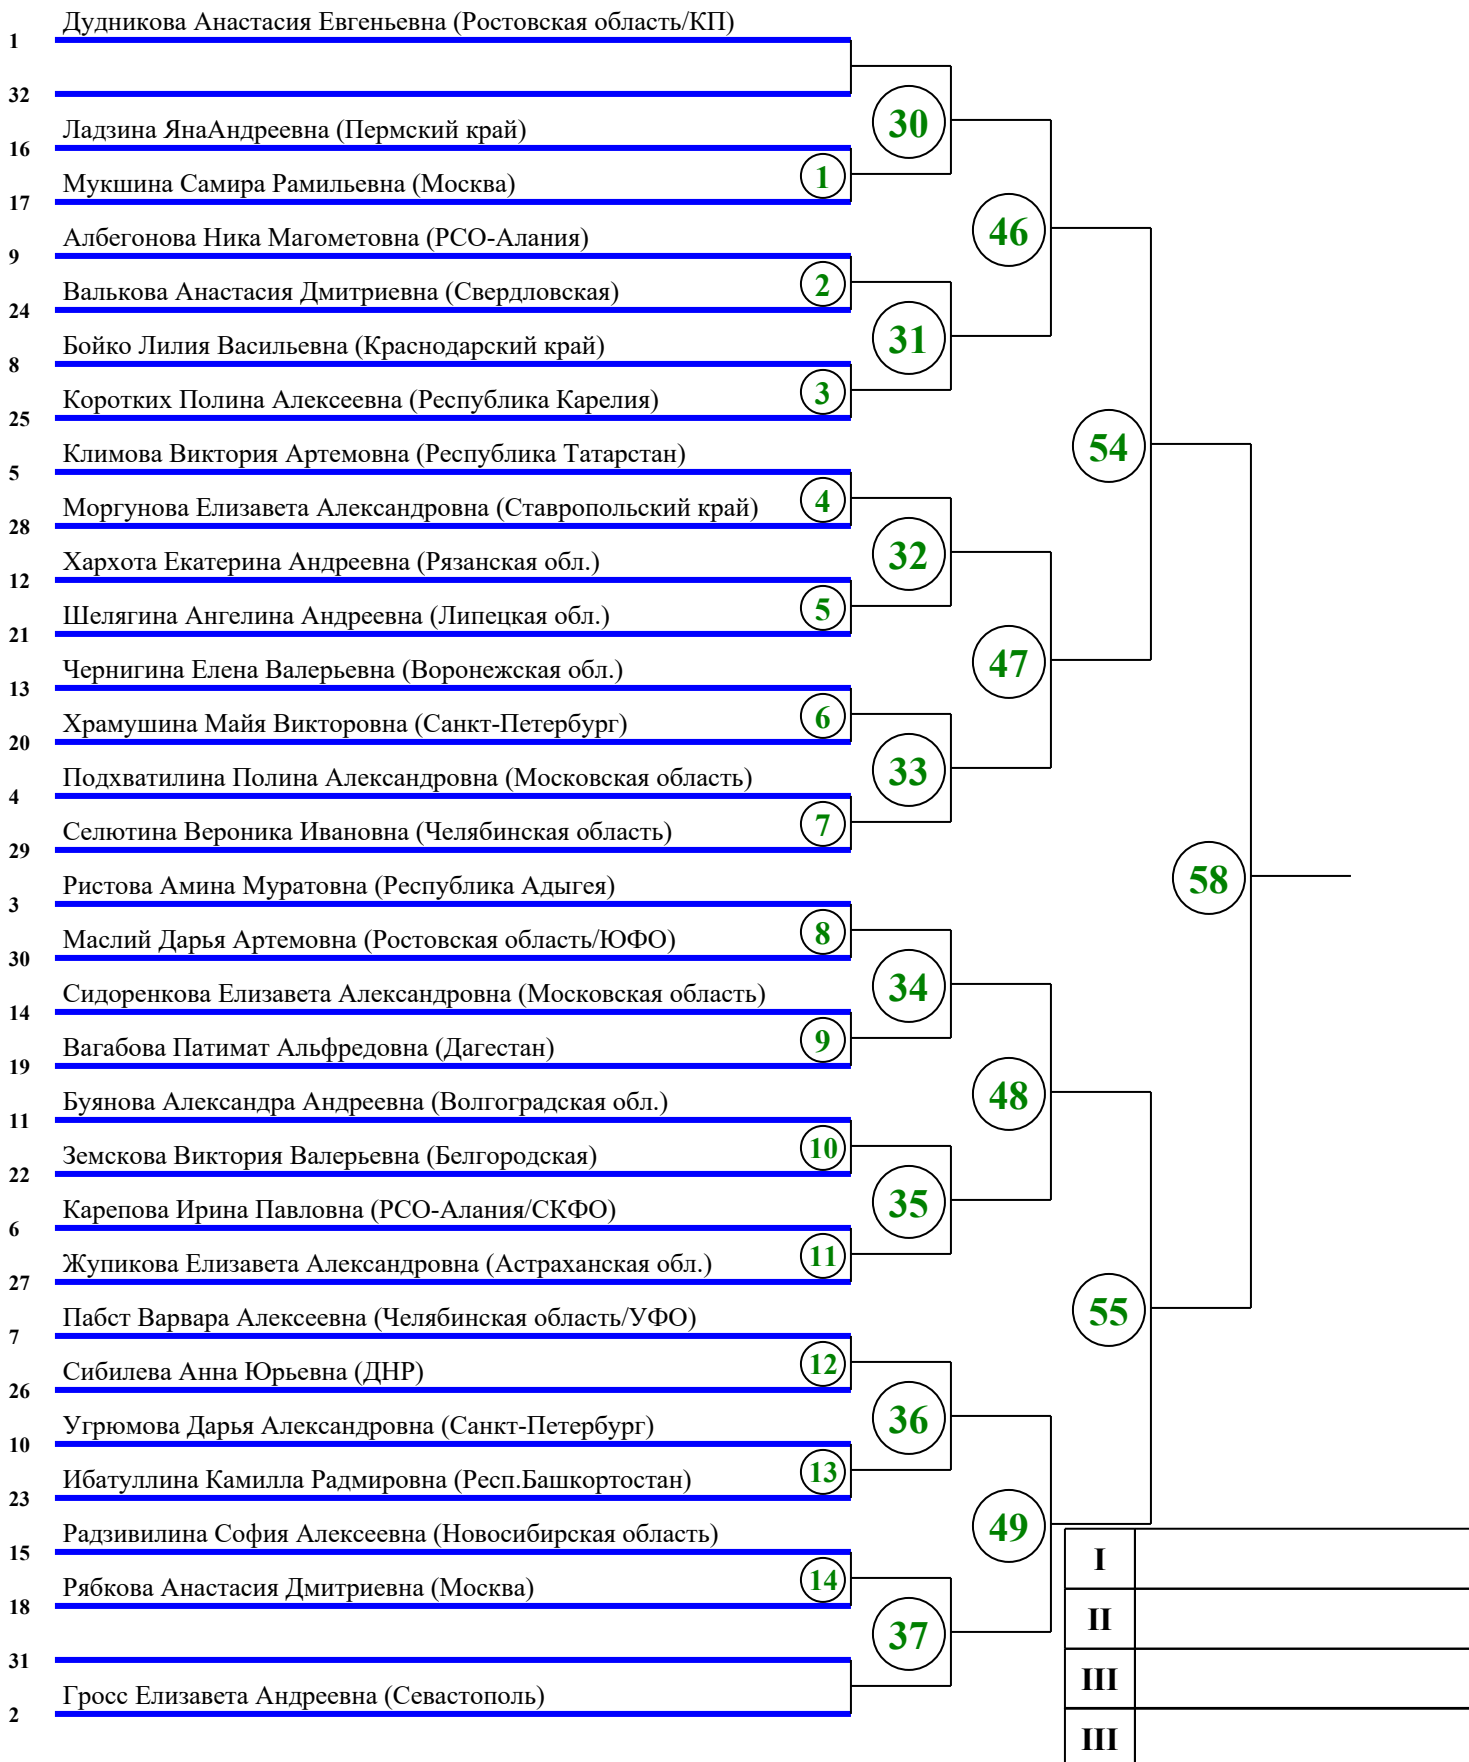 Дудникова Анастасия Евгеньевна (Ростовская область/КП)
1
32
30
Ладзина ЯнаАндреевна (Пермский край)
16
Мукшина Самира Рамильевна (Москва)
1
17
46
Албегонова Ника Магометовна (РСО-Алания)
9
Валькова Анастасия Дмитриевна (Свердловская)
2
24
31
Бойко Лилия Васильевна (Краснодарский край)
8
Коротких Полина Алексеевна (Республика Карелия)
3
25
54
Климова Виктория Артемовна (Республика Татарстан)
5
Моргунова Елизавета Александровна (Ставропольский край)
4
28
32
Хархота Екатерина Андреевна (Рязанская обл.)
12
Шелягина Ангелина Андреевна (Липецкая обл.)
5
21
47
Чернигина Елена Валерьевна (Воронежская обл.)
13
Храмушина Майя Викторовна (Санкт-Петербург)
6
20
33
Подхватилина Полина Александровна (Московская область)
4
Селютина Вероника Ивановна (Челябинская область)
7
29
58
Ристова Амина Муратовна (Республика Адыгея)
3
Маслий Дарья Артемовна (Ростовская область/ЮФО)
8
30
34
Сидоренкова Елизавета Александровна (Московская область)
14
Вагабова Патимат Альфредовна (Дагестан)
9
19
48
Буянова Александра Андреевна (Волгоградская обл.)
11
Земскова Виктория Валерьевна (Белгородская)
10
22
35
Карепова Ирина Павловна (РСО-Алания/СКФО)
6
Жупикова Елизавета Александровна (Астраханская обл.)
11
27
55
Пабст Варвара Алексеевна (Челябинская область/УФО)
7
Сибилева Анна Юрьевна (ДНР)
12
26
36
Угрюмова Дарья Александровна (Санкт-Петербург)
10
Ибатуллина Камилла Радмировна (Респ.Башкортостан)
13
23
49
Радзивилина София Алексеевна (Новосибирская область)
15
I
Рябкова Анастасия Дмитриевна (Москва)
14
18
II
37
31
III
Гросс Елизавета Андреевна (Севастополь)
2
III